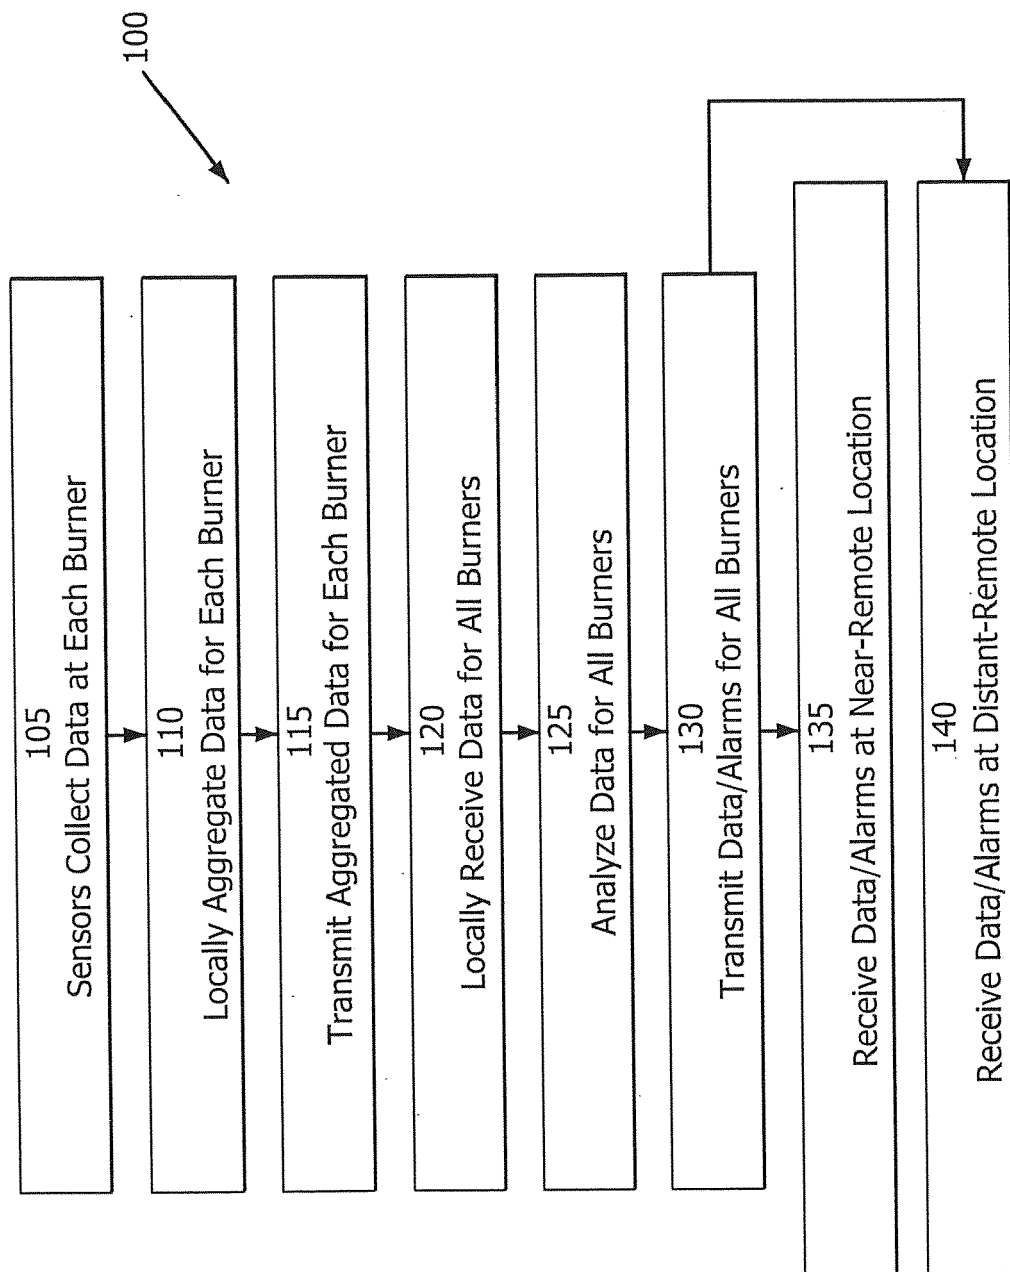 100
105
Sensors Collect Data at Each Burner
110
Locally Aggregate Data for Each Burner
115
Transmit Aggregated Data for Each Burner
120
Locally Receive Data for All Burners
125
Analyze Data for All Burners
130
Transmit Data/Alarms for All Burners
135
Receive Data/Alarms at Near-Remote Location
140
Receive Data/Alarms at Distant-Remote Location